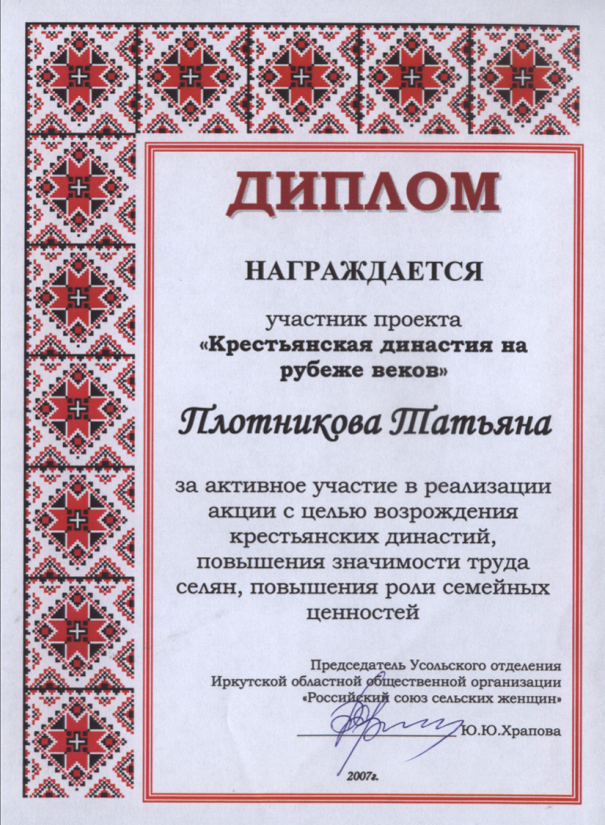 ДИПЛОМ
НАГРАЖДАЕТСЯ
участник проекта
«Крестьянская династия на
рубеже веков»
Плотникова Татьяна
за активное участие в реализации
акции с целью возрождения
крестьянских династий,
повышения значимости труда
селян, повышения роли семейных
ценностей
Председатель Усольского отделения
Иркутской областной общественной организации
«Российский союз сельских женщин»
Ю.Ю.Храпова
2007г.